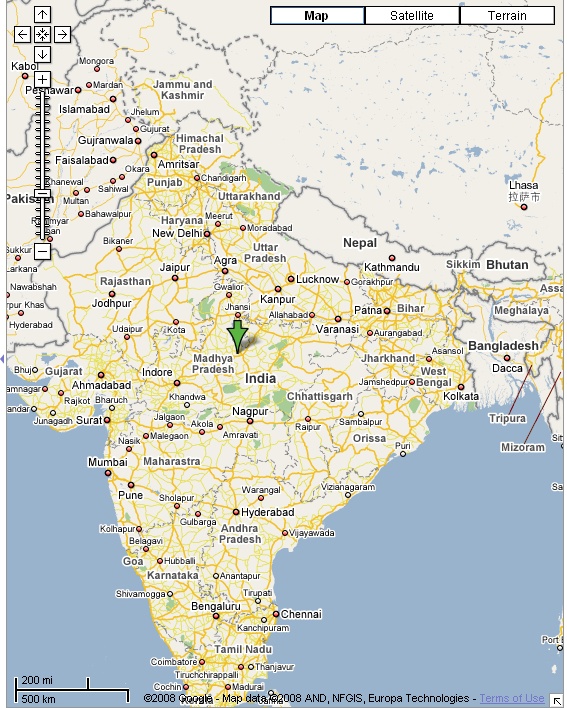 Map
Satellite
Terrain
Kabol
Mongora
Peshawar
Mardan
Jammu and
Kashmir
Islamabad
Jhelum
Gujrat
Gujranwala
Himachal
Pradesh
Faisalabad
Amritsar
Okara
Chandigarh
Punjab
Sahiwal
Multan
Pakistan
Uttarakhand
Lhasa
拉萨市
Bahawalpur
Haryana
Meerut
Moradabad
New Delhi
Bikaner
Nepal
Uttar
Pradesh
Sukkur
Larkana
Agra
Kathmandu
Sikkim
Bhutan
Jaipur
Lucknow
Gorakhpur
Rajasthan
Nawabshah
Gwalior
Kanpur
Jodhpur
Jhansi
Patna
Bihar
Meghalaya
Hyderabad
Allahabad
Varanasi
Kota
Udaipur
Aurangabad
Bangladesh
Madhya
Pradesh
Jharkhand
Asansol
Dacca
Bhuj
Gujarat
Indore
India
Jamshedpur
West
Bengal
Ahmadabad
Kolkata
Khandwa
Chhattisgarh
Rajkot
Bharuch
Junagadh
Surat
Jalgaon
Akola
Nagpur
Raipur
Sambalpur
Tripura
Amravati
Orissa
Nasik
Malegaon
Puri
Mizoram
Mumbai
Maharashtra
Pune
Warangal
Vizianagaram
Sholapur
Hyderabad
Gulbarga
Kolhapur
Andhra
Pradesh
Vijayawada
Belagavi
Goa
Hubballi
Karnataka
Anantapur
Shivamogga
Tirupati
Bengaluru
Chennai
Kanchipuram
Tamil Nadu
Coimbatore
Thanjavur
Tiruchchirappalli
200 mi
Cochin
Madurai
500 km
Kerala
©2008 Google - Map data ©2008 AND, NFGIS, Europa Technologies - Terms of Use